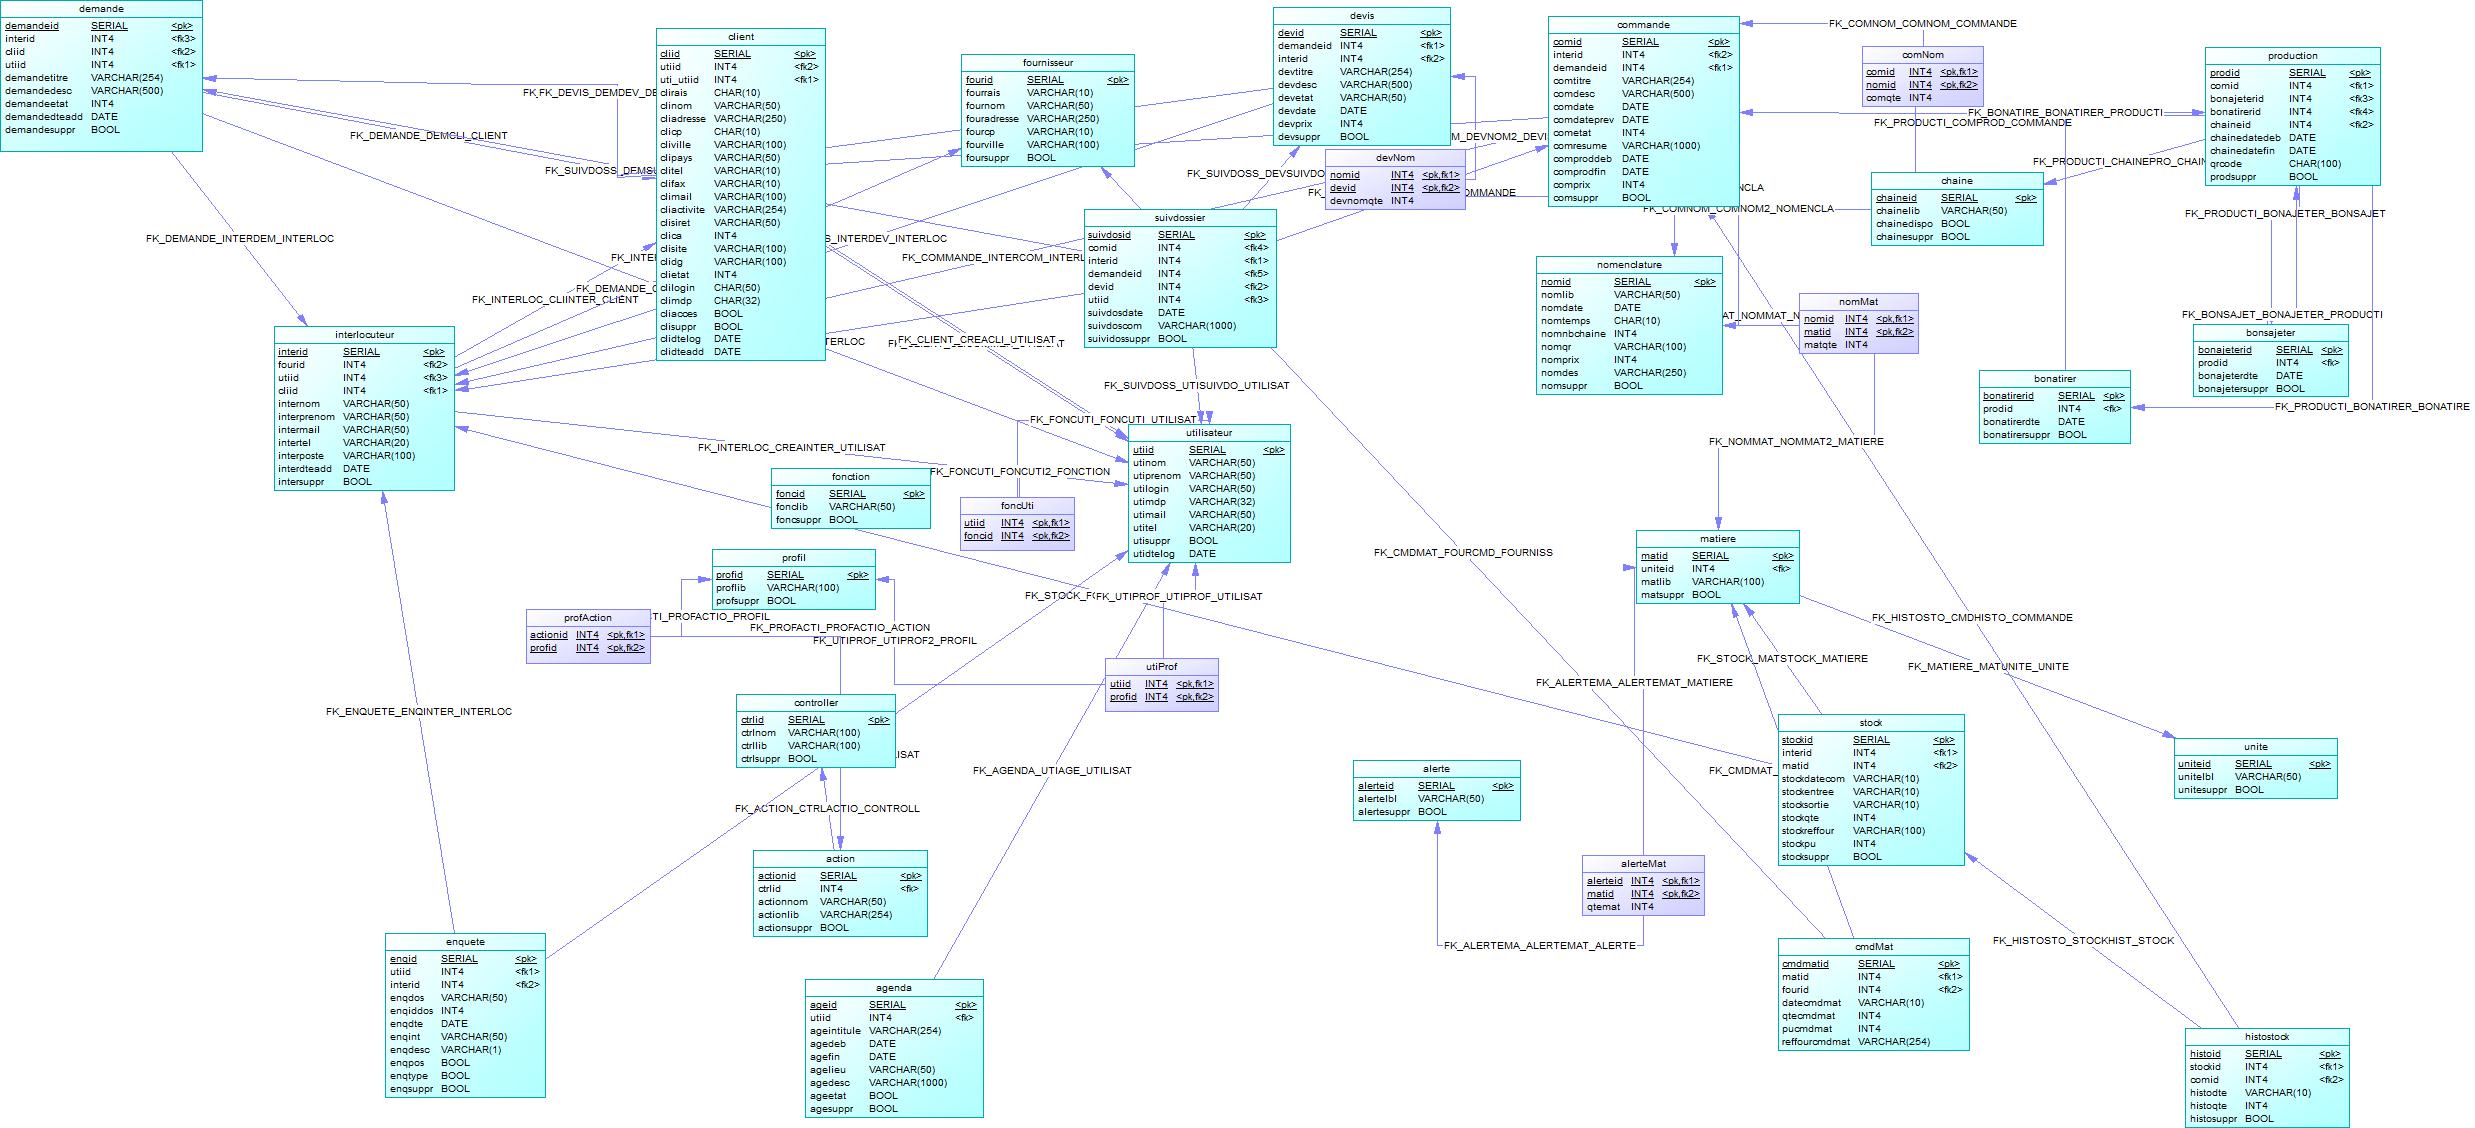 demande
demandeid SERIAL <pk>
interid INT4 <fk3>
cliid INT4 <fk2>
utiid INT4 <fk1>
demandetitre VARCHAR(254)
demandedesc VARCHAR(500)
demandeetat INT4
demandedteadd DATE
demandesuppr BOOL
client
cliid SERIAL <pk>
utiid INT4 <fk2>
uti_utiid INT4 <fk1>
clirais CHAR(10)
clinom VARCHAR(50)
cliadresse VARCHAR(250)
clicp CHAR(10)
cliville VARCHAR(100)
clipays VARCHAR(50)
clitel VARCHAR(10)
clifax VARCHAR(10)
climail VARCHAR(100)
cliactivite VARCHAR(254)
clisiret VARCHAR(50)
clica INT4
clisite VARCHAR(100)
clidg VARCHAR(100)
clietat INT4
clilogin CHAR(50)
climdp CHAR(32)
cliacces BOOL
clisuppr BOOL
clidtelog DATE
clidteadd DATE
fournisseur
fourid SERIAL <pk>
fourrais VARCHAR(10)
fournom VARCHAR(50)
fouradresse VARCHAR(250)
fourcp VARCHAR(10)
fourville VARCHAR(100)
foursuppr BOOL
devis
devid SERIAL <pk>
demandeid INT4 <fk1>
interid INT4 <fk2>
devtitre VARCHAR(254)
devdesc VARCHAR(500)
devetat VARCHAR(50)
devdate DATE
devprix INT4
devsuppr BOOL
commande
comid SERIAL <pk>
interid INT4 <fk2>
demandeid INT4 <fk1>
comtitre VARCHAR(254)
comdesc VARCHAR(500)
comdate DATE
comdateprev DATE
cometat INT4
comresume VARCHAR(1000)
comproddeb DATE
comprodfin DATE
comprix INT4
comsuppr BOOL
FK_COMNOM_COMNOM_COMMANDE
comNom
comid INT4 <pk,fk1>
nomid INT4 <pk,fk2>
comqte INT4
production
prodid SERIAL <pk>
comid INT4 <fk1>
bonajeterid INT4 <fk3>
bonatirerid INT4 <fk4>
chaineid INT4 <fk2>
chainedatedeb DATE
chainedatefin DATE
qrcode CHAR(100)
prodsuppr BOOL
FK_FK_DEVIS_DEMDEV_DE
FK_DEMANDE_DEMCLI_CLIENT
FK_SUIVDOSS_DEMSU
FK_BONATIRE_BONATIRER_PRODUCTI
FK_PRODUCTI_COMPROD_COMMANDE
FK_PRODUCTI_CHAINEPRO_CHAIN
M_DEVNOM2_DEVI
devNom
nomid INT4 <pk,fk1>
devid INT4 <pk,fk2>
devnomqte INT4
FK_SUIVDOSS_DEVSUIVDO
OMMANDE
NCLA
FK_COMNOM_COMNOM2_NOMENCLA
chaine
chaineid SERIAL <pk>
chainelib VARCHAR(50)
chainedispo BOOL
chainesuppr BOOL
FK_PRODUCTI_BONAJETER_BONSAJET
suivdossier
suivdosid SERIAL <pk>
comid INT4 <fk4>
interid INT4 <fk1>
demandeid INT4 <fk5>
devid INT4 <fk2>
utiid INT4 <fk3>
suivdosdate DATE
suivdoscom VARCHAR(1000)
suividossuppr BOOL
FK_DEMANDE_INTERDEM_INTERLOC
S_INTERDEV_INTERLOC
FK_COMMANDE_INTERCOM_INTERL
FK_INTE
FK_DEMANDE_C
FK_INTERLOC_CLIINTER_CLIENT
nomenclature
nomid SERIAL <pk>
nomlib VARCHAR(50)
nomdate DATE
nomtemps CHAR(10)
nomnbchaine INT4
nomqr VARCHAR(100)
nomprix INT4
nomdes VARCHAR(250)
nomsuppr BOOL
AT_NOMMAT_N
nomMat
nomid INT4 <pk,fk1>
matid INT4 <pk,fk2>
matqte INT4
FK_BONSAJET_BONAJETER_PRODUCTI
bonsajeter
bonajeterid SERIAL <pk>
prodid INT4 <fk>
bonajeterdte DATE
bonajetersuppr BOOL
interlocuteur
interid SERIAL <pk>
fourid INT4 <fk2>
utiid INT4 <fk3>
cliid INT4 <fk1>
internom VARCHAR(50)
interprenom VARCHAR(50)
intermail VARCHAR(50)
intertel VARCHAR(20)
interposte VARCHAR(100)
interdteadd DATE
intersuppr BOOL
TERLOC
FK_CLIENT_CREACLI_UTILISAT
FK_SUIVDOSS_UTISUIVDO_UTILISAT
bonatirer
bonatirerid SERIAL <pk>
prodid INT4 <fk>
bonatirerdte DATE
bonatirersuppr BOOL
FK_PRODUCTI_BONATIRER_BONATIRE
FK_FONCUTI_FONCUTI_UTILISAT
utilisateur
utiid SERIAL <pk>
utinom VARCHAR(50)
utiprenom VARCHAR(50)
utilogin VARCHAR(50)
utimdp VARCHAR(32)
utimail VARCHAR(50)
utitel VARCHAR(20)
utisuppr BOOL
utidtelog DATE
FK_INTERLOC_CREAINTER_UTILISAT
FK_FONCUTI_FONCUTI2_FONCTION
FK_NOMMAT_NOMMAT2_MATIERE
fonction
foncid SERIAL <pk>
fonclib VARCHAR(50)
foncsuppr BOOL
foncUti
utiid INT4 <pk,fk1>
foncid INT4 <pk,fk2>
profil
profid SERIAL <pk>
proflib VARCHAR(100)
profsuppr BOOL
FK_CMDMAT_FOURCMD_FOURNISS
matiere
matid SERIAL <pk>
uniteid INT4 <fk>
matlib VARCHAR(100)
matsuppr BOOL
FK_STOCK_F
FK_UTIPROF_UTIPROF_UTILISAT
profAction
actionid INT4 <pk,fk1>
profid INT4 <pk,fk2>
TI_PROFACTIO_PROFIL
FK_PROFACTI_PROFACTIO_ACTION
FK_UTIPROF_UTIPROF2_PROFIL
FK_HISTOSTO_CMDHISTO_COMMANDE
FK_STOCK_MATSTOCK_MATIERE
FK_MATIERE_MATUNITE_UNITE
utiProf
utiid INT4 <pk,fk1>
profid INT4 <pk,fk2>
FK_ALERTEMA_ALERTEMAT_MATIERE
FK_ENQUETE_ENQINTER_INTERLOC
controller
ctrlid SERIAL <pk>
ctrlnom VARCHAR(100)
ctrllib VARCHAR(100)
ctrlsuppr BOOL
ISAT
FK_AGENDA_UTIAGE_UTILISAT
FK_CMDMAT_
stock
stockid SERIAL <pk>
interid INT4 <fk1>
matid INT4 <fk2>
stockdatecom VARCHAR(10)
stockentree VARCHAR(10)
stocksortie VARCHAR(10)
stockqte INT4
stockreffour VARCHAR(100)
stockpu INT4
stocksuppr BOOL
unite
uniteid SERIAL <pk>
unitelbl VARCHAR(50)
unitesuppr BOOL
alerte
alerteid SERIAL <pk>
alertelbl VARCHAR(50)
alertesuppr BOOL
FK_ACTION_CTRLACTIO_CONTROLL
action
actionid SERIAL <pk>
ctrlid INT4 <fk>
actionnom VARCHAR(50)
actionlib VARCHAR(254)
actionsuppr BOOL
alerteMat
alerteid INT4 <pk,fk1>
matid INT4 <pk,fk2>
qtemat INT4
FK_ALERTEMA_ALERTEMAT_ALERTE
FK_HISTOSTO_STOCKHIST_STOCK
enquete
enqid SERIAL <pk>
utiid INT4 <fk1>
interid INT4 <fk2>
enqdos VARCHAR(50)
enqiddos INT4
enqdte DATE
enqint VARCHAR(50)
enqdesc VARCHAR(1)
enqpos BOOL
enqtype BOOL
enqsuppr BOOL
agenda
ageid SERIAL <pk>
utiid INT4 <fk>
ageintitule VARCHAR(254)
agedeb DATE
agefin DATE
agelieu VARCHAR(50)
agedesc VARCHAR(1000)
ageetat BOOL
agesuppr BOOL
cmdMat
cmdmatid SERIAL <pk>
matid INT4 <fk1>
fourid INT4 <fk2>
datecmdmat VARCHAR(10)
qtecmdmat INT4
pucmdmat INT4
reffourcmdmat VARCHAR(254)
histostock
histoid SERIAL <pk>
stockid INT4 <fk1>
comid INT4 <fk2>
histodte VARCHAR(10)
histoqte INT4
histosuppr BOOL